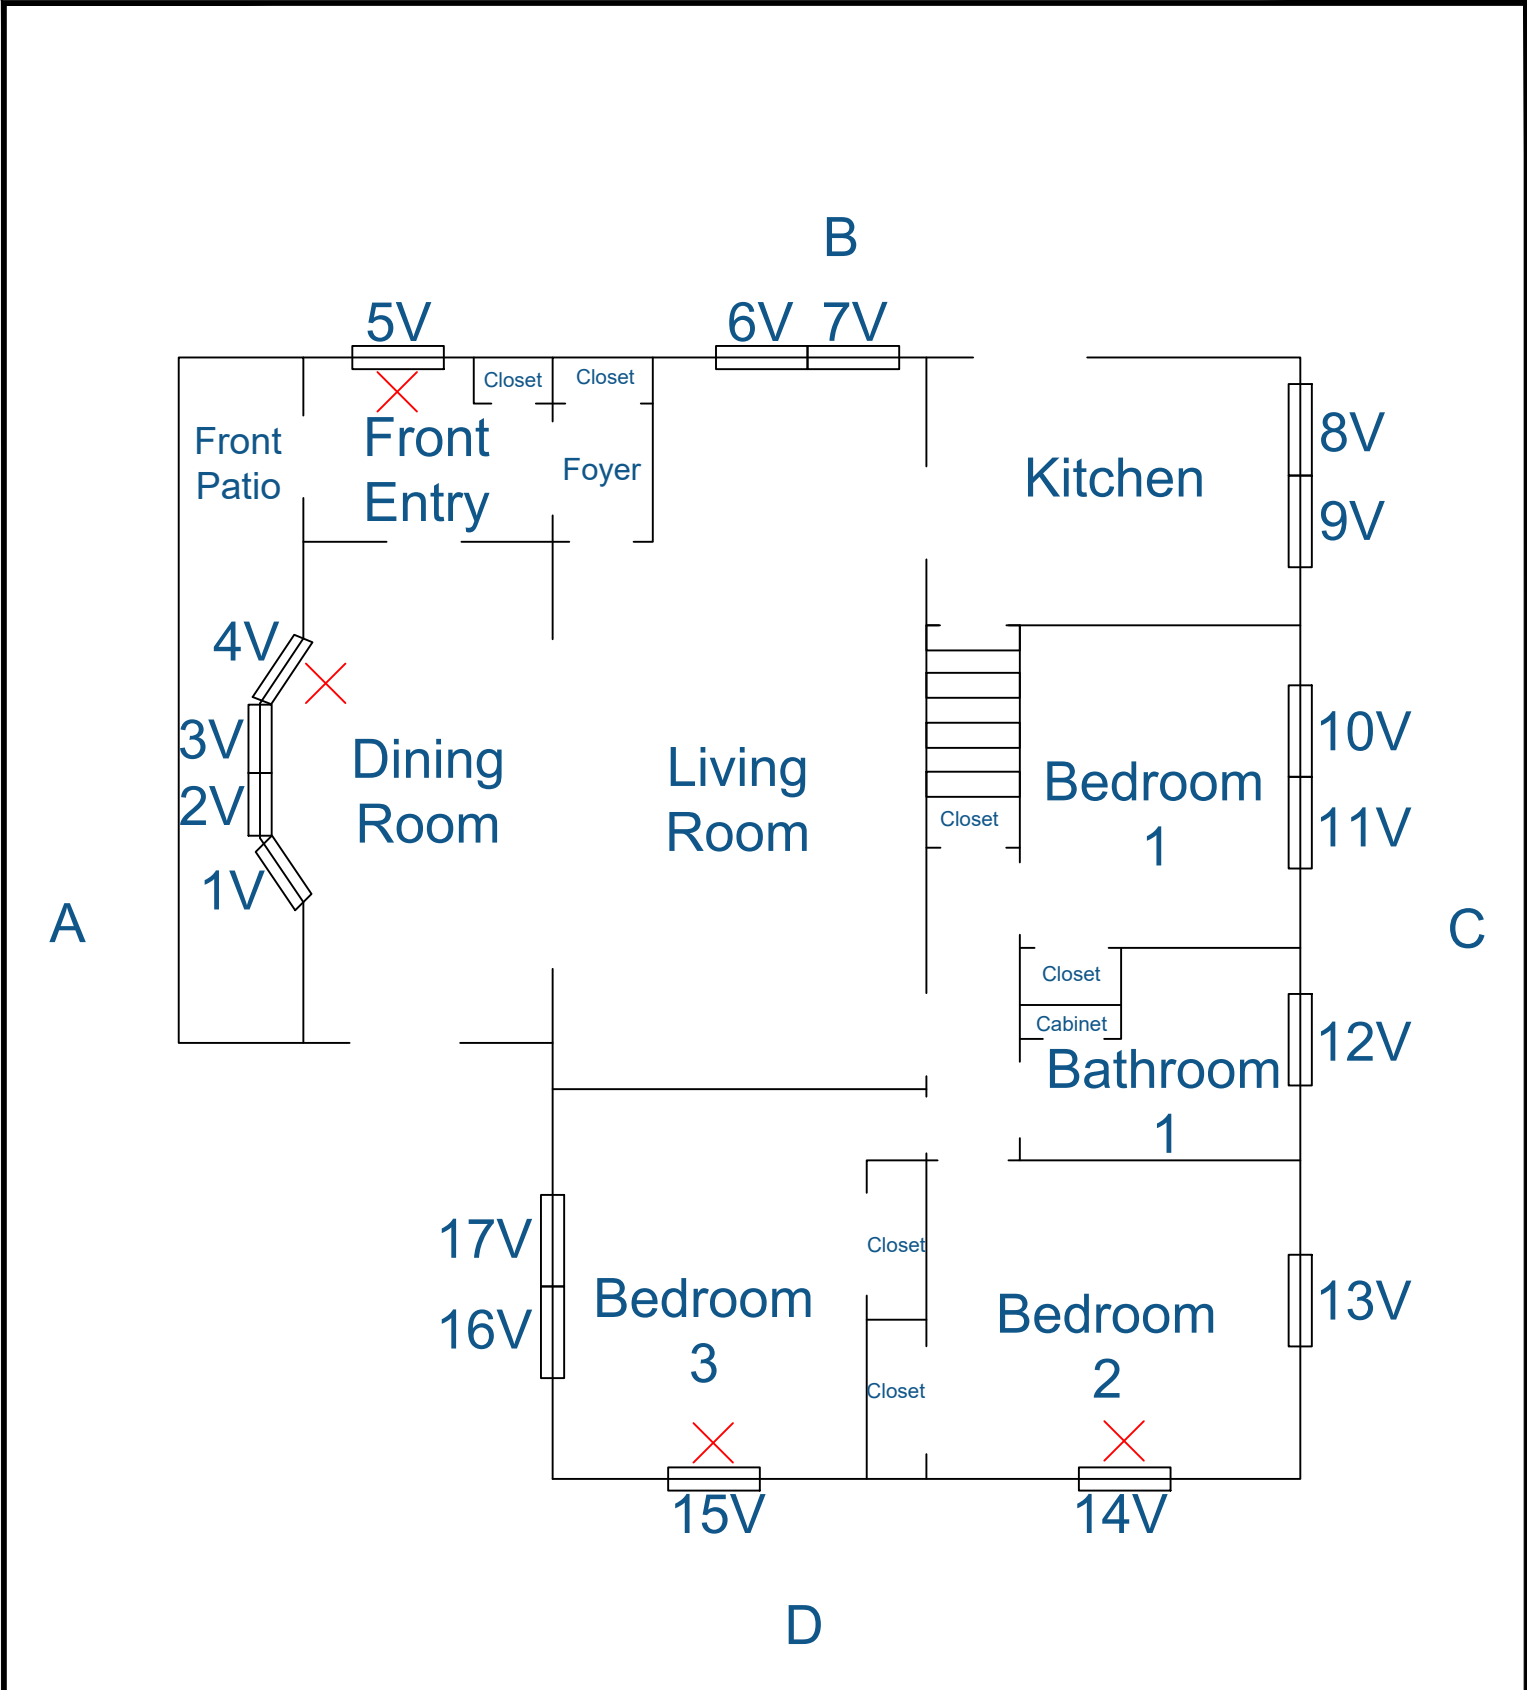 B
5V
6V
7V
Closet
Closet
Front
Patio
Front
Entry
Foyer
Kitchen
8V
9V
4V
3V
2V
1V
Dining
Room
Living
Room
Closet
Bedroom
1
10V
11V
A
C
Closet
Cabinet
Bathroom
1
12V
17V
16V
Bedroom
3
Closet
Closet
Bedroom
2
13V
15V
14V
D